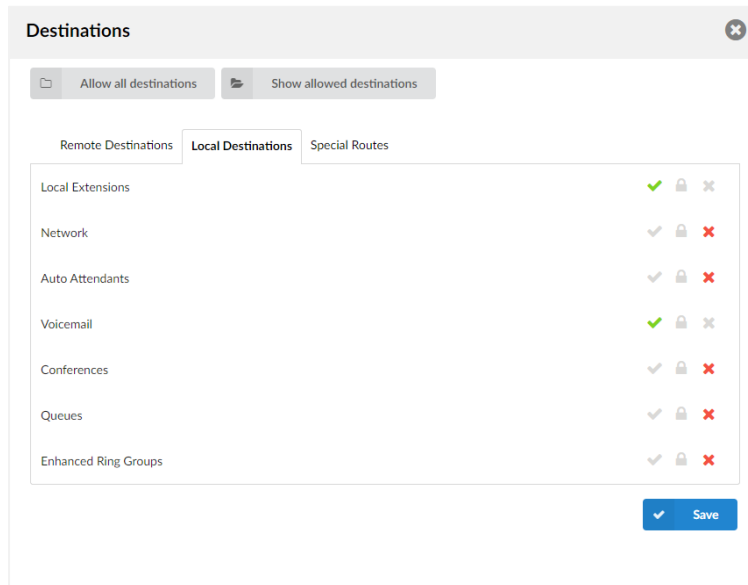 Destinations
Allow all destinations
Show allowed destinations
Remote Destinations
Local Destinations
Special Routes
Local Extensions
Network
Auto Attendants
Voicemail
Conferences
Queues
Enhanced Ring Groups
Save